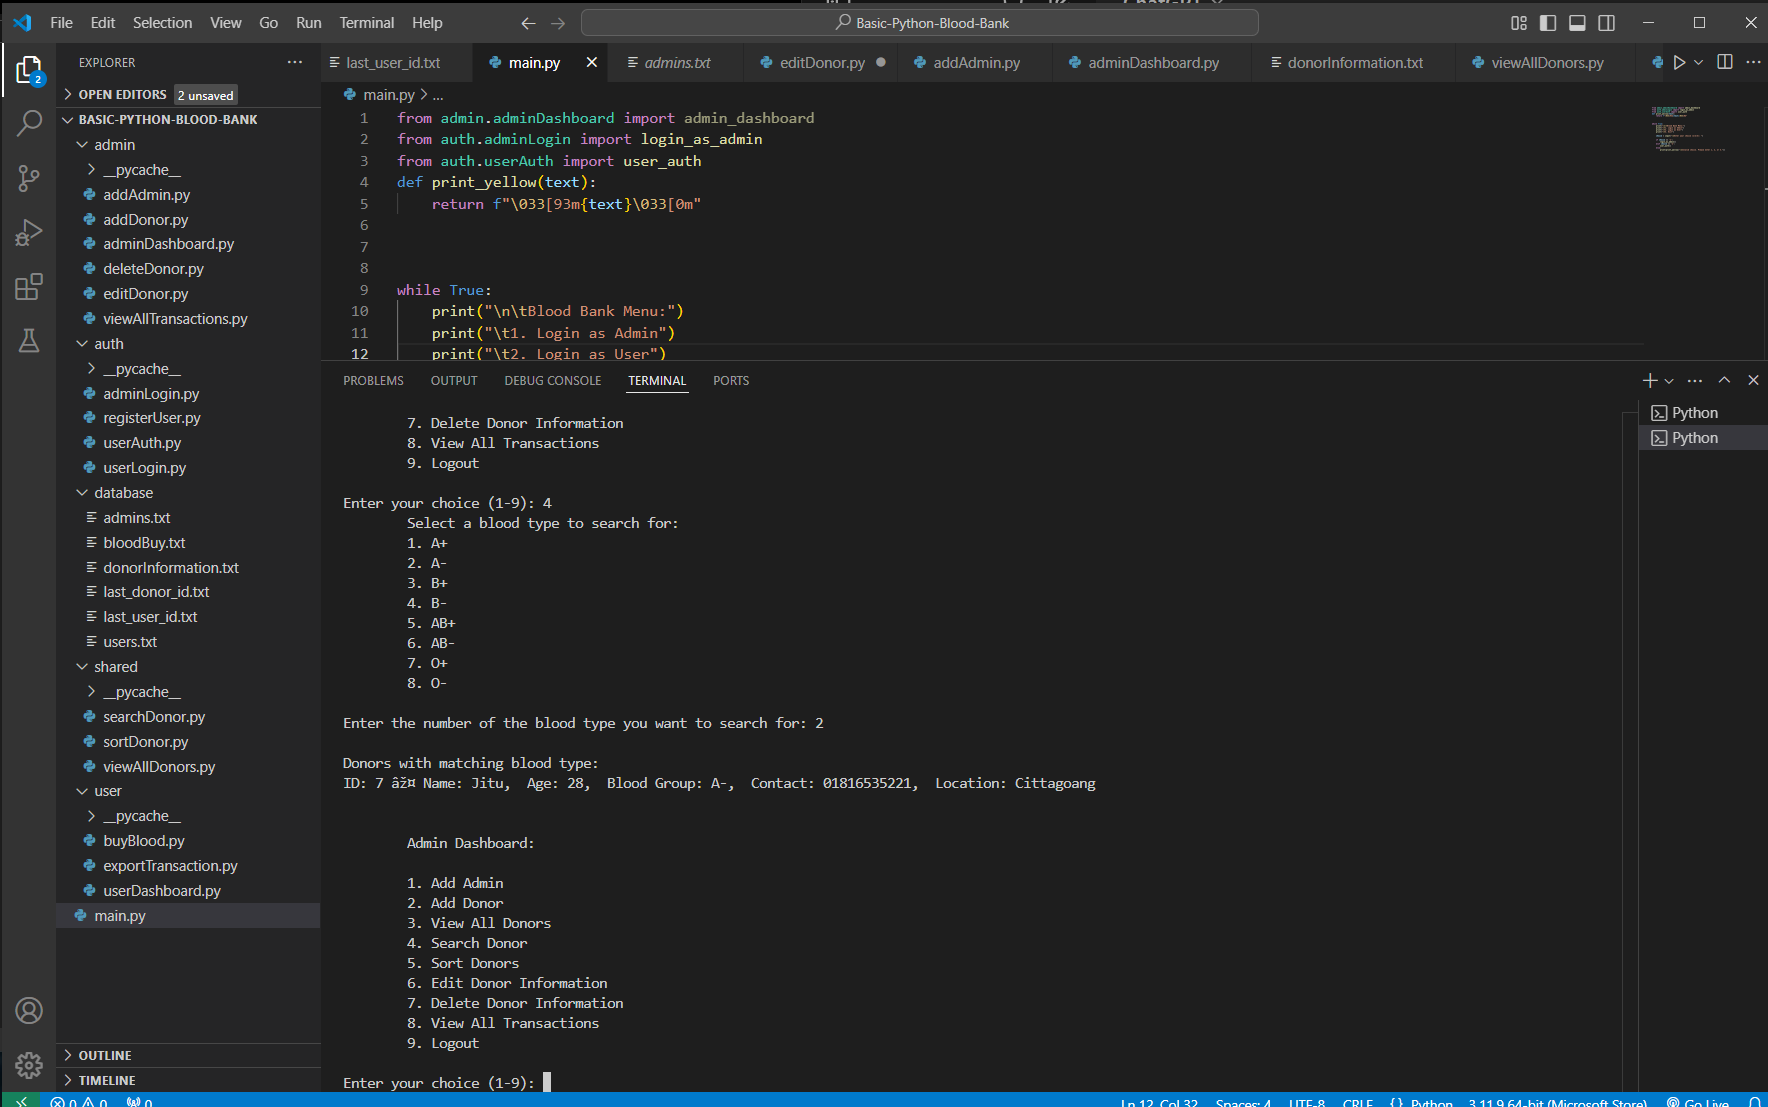 File Edit Selection View Go Run Terminal Help
Basic-Python-Blood-Bank
EXPLORER
2
OPEN EDITORS 2 unsaved
BASIC-PYTHON-BLOOD-BANK
admin
__pycache__
addAdmin.py
addDonor.py
adminDashboard.py
deleteDonor.py
editDonor.py
viewAllTransactions.py
auth
__pycache__
adminLogin.py
registerUser.py
userAuth.py
userLogin.py
database
admins.txt
bloodBuy.txt
donorInformation.txt
last_donor_id.txt
last_user_id.txt
users.txt
shared
__pycache__
searchDonor.py
sortDonor.py
viewAllDonors.py
user
__pycache__
buyBlood.py
exportTransaction.py
userDashboard.py
main.py
OUTLINE
TIMELINE
last_user_id.txt main.py admins.txt editDonor.py addAdmin.py adminDashboard.py donorInformation.txt viewAllDonors.py
main.py > ...
1 from admin.adminDashboard import admin_dashboard
2 from auth.adminLogin import login_as_admin
3 from auth.userAuth import user_auth
4 def print_yellow(text):
5     return f"\033[93m{text}\033[0m"
6
7
8
9 while True:
10     print("\n\tBlood Bank Menu:")
11     print("\t1. Login as Admin")
12     print("\t2. Login as User")
PROBLEMS OUTPUT DEBUG CONSOLE TERMINAL PORTS
Python
Python
7. Delete Donor Information
8. View All Transactions
9. Logout
Enter your choice (1-9): 4
Select a blood type to search for:
1. A+
2. A-
3. B+
4. B-
5. AB+
6. AB-
7. O+
8. O-
Enter the number of the blood type you want to search for: 2
Donors with matching blood type:
ID: 7 âž¤ Name: Jitu,  Age: 28,  Blood Group: A-,  Contact: 01816535221,  Location: Cittagoang
Admin Dashboard:
1. Add Admin
2. Add Donor
3. View All Donors
4. Search Donor
5. Sort Donors
6. Edit Donor Information
7. Delete Donor Information
8. View All Transactions
9. Logout
Enter your choice (1-9):
0 0 0 Ln 12, Col 32 Spaces: 4 UTF-8 CRLF {} Python 3.11.9 64-bit (Microsoft Store) Go Live